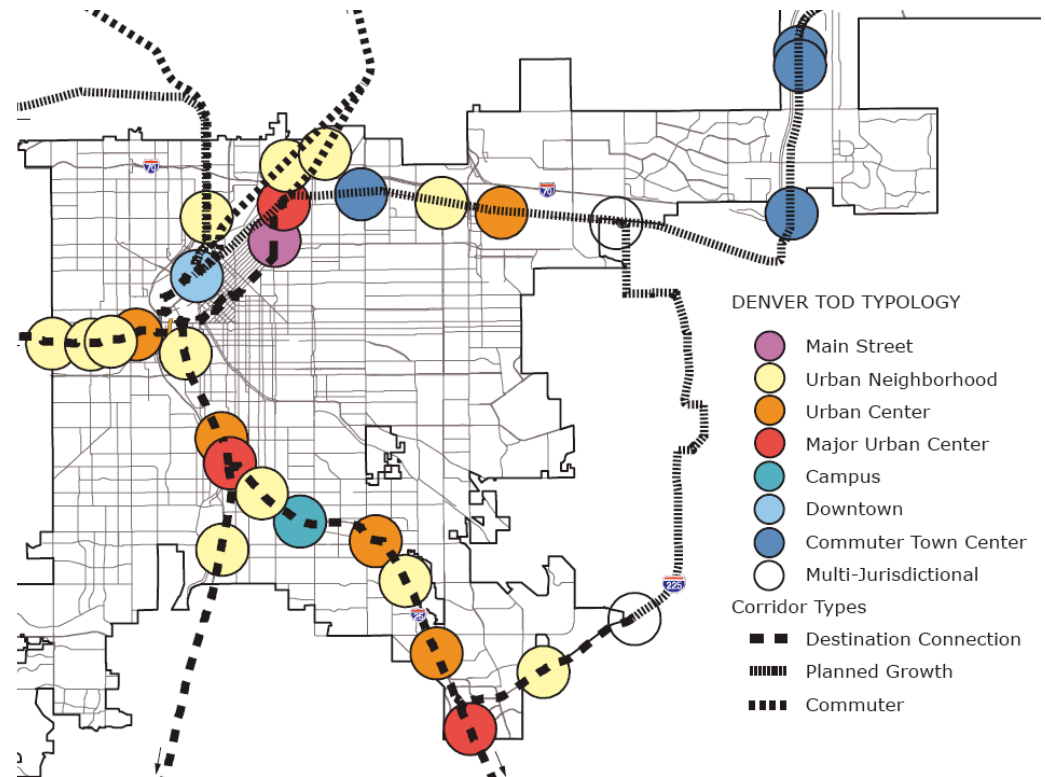 70
70
DENVER TOD TYPOLOGY
Main Street
Urban Neighborhood
Urban Center
Major Urban Center
Campus
Downtown
Commuter Town Center
Multi-Jurisdictional
225
Corridor Types
25
Destination Connection
Planned Growth
Commuter